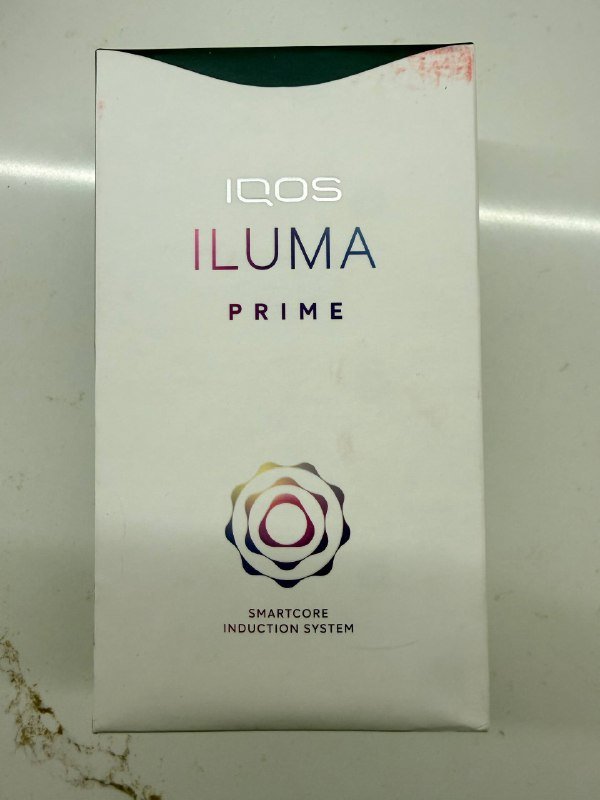 IQOS
ILUMA
PRIME
SMARTCORE
INDUCTION SYSTEM